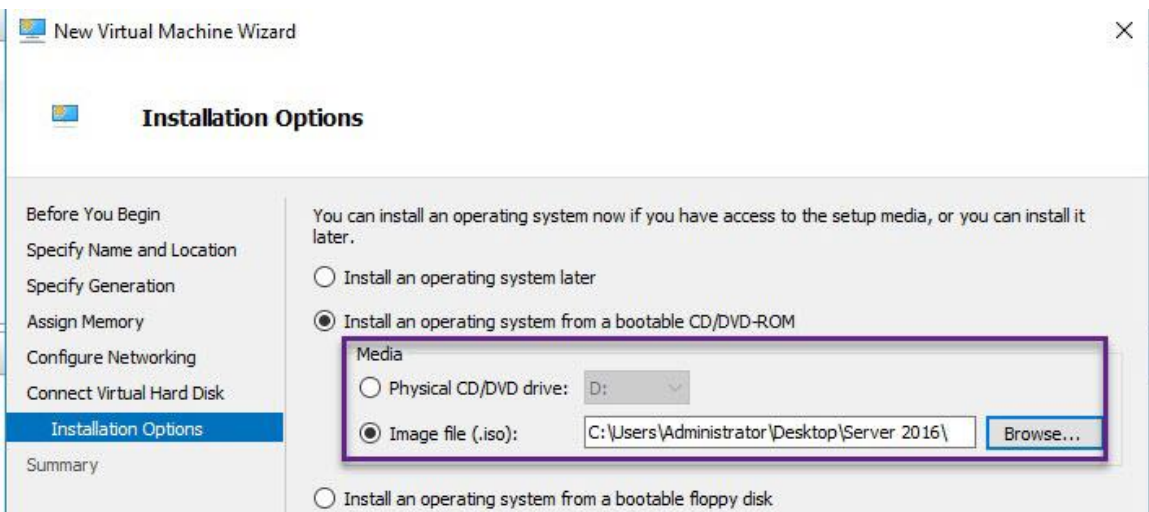 New Virtual Machine Wizard
Installation Options
Before You Begin
Specify Name and Location
Specify Generation
Assign Memory
Configure Networking
Connect Virtual Hard Disk
Installation Options
Summary
You can install an operating system now if you have access to the setup media, or you can install it
later.
Install an operating system later
Install an operating system from a bootable CD/DVD-ROM
Media
Physical CD/DVD drive: D:
Image file (.iso): C:\Users\Administrator\Desktop\Server 2016\ Browse...
Install an operating system from a bootable floppy disk